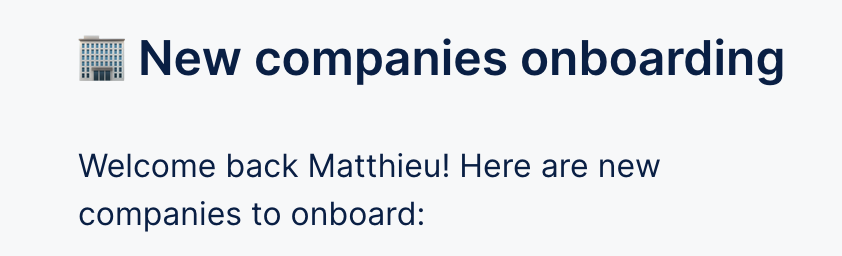 🏢 New companies onboarding
Welcome back Matthieu! Here are new
companies to onboard: